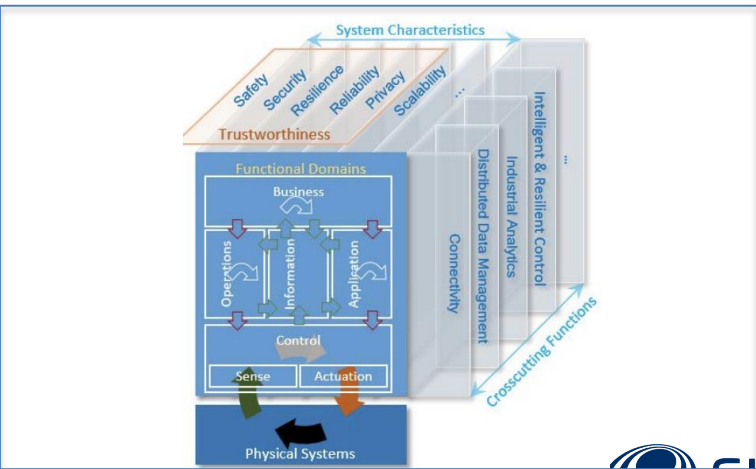 System Characteristics
Safety
Security
Resilience
Reliability
Privacy
Scalability
...
Trustworthiness
Functional Domains
Business
Operations
Information
Application
Control
Sense
Actuation
Physical Systems
Connectivity
Distributed Data Management
Industrial Analytics
Intelligent & Resilient Control
...
Crosscutting Functions